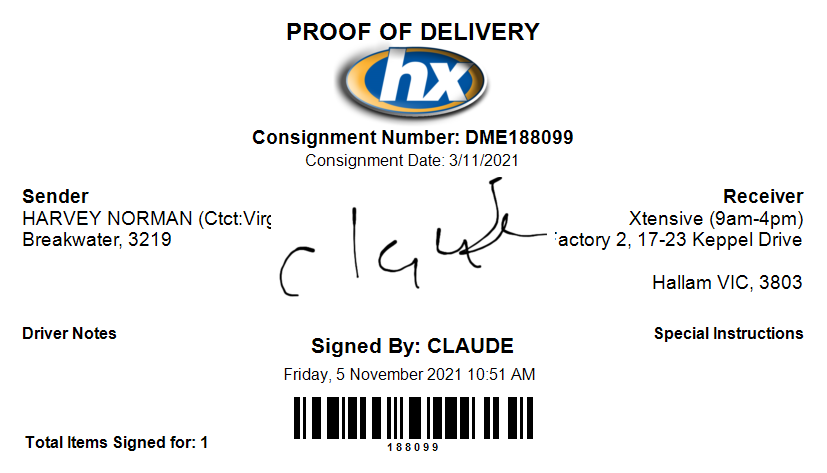 PROOF OF DELIVERY
hx
Consignment Number: DME188099
Consignment Date: 3/11/2021
Sender
HARVEY NORMAN (Ctct:Virg
Breakwater, 3219
claude
Receiver
Xtensive (9am-4pm)
actory 2, 17-23 Keppel Drive
Hallam VIC, 3803
Driver Notes
Special Instructions
Signed By: CLAUDE
Friday, 5 November 2021 10:51 AM
188099
Total Items Signed for: 1